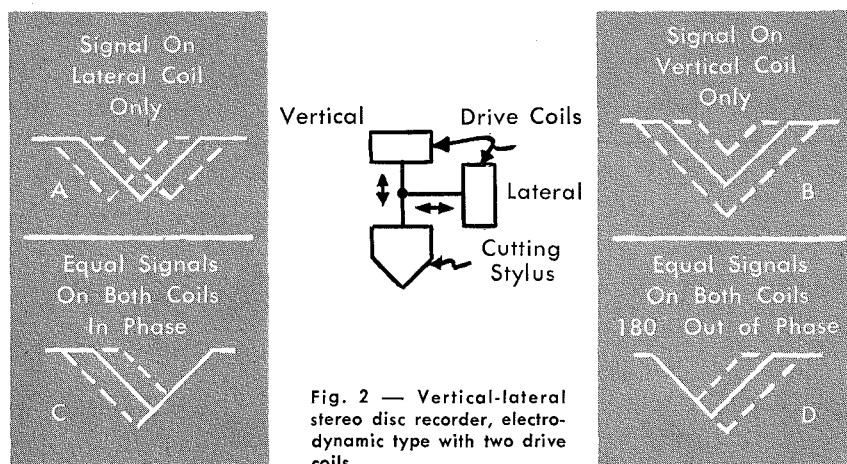 Signal On
Lateral Coil
Only
A
Equal Signals
On Both Coils
In Phase
C
Vertical
Drive Coils
Lateral
Cutting
Stylus
Fig. 2 — Vertical-lateral
stereo disc recorder, electro-
dynamic type with two drive
coils
Signal On
Vertical Coil
Only
B
Equal Signals
On Both Coils
180 Out of Phase
D